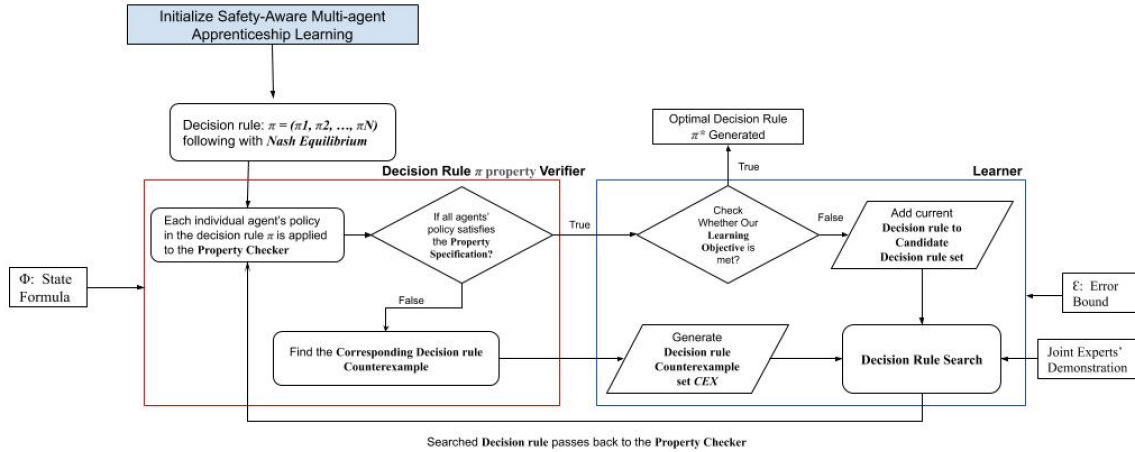 Initialize Safety-Aware Multi-agent
Apprenticeship Learning
Decision rule: π = (π1, π2, …, πN)
following with Nash Equilibrium
Optimal Decision Rule
π* Generated
True
Decision Rule π property Verifier
Learner
Each individual agent's policy
in the decision rule π is applied
to the Property Checker
If all agents'
policy satisfies
the Property
Specification?
True
False
Check
Whether Our
Learning
Objective is
met?
False
Add current
Decision rule to
Candidate
Decision rule set
Φ: State
Formula
Ɛ: Error
Bound
Find the Corresponding Decision rule
Counterexample
Generate
Decision rule
Counterexample
set CEX
Decision Rule Search
Joint Experts'
Demonstration
Searched Decision rule passes back to the Property Checker